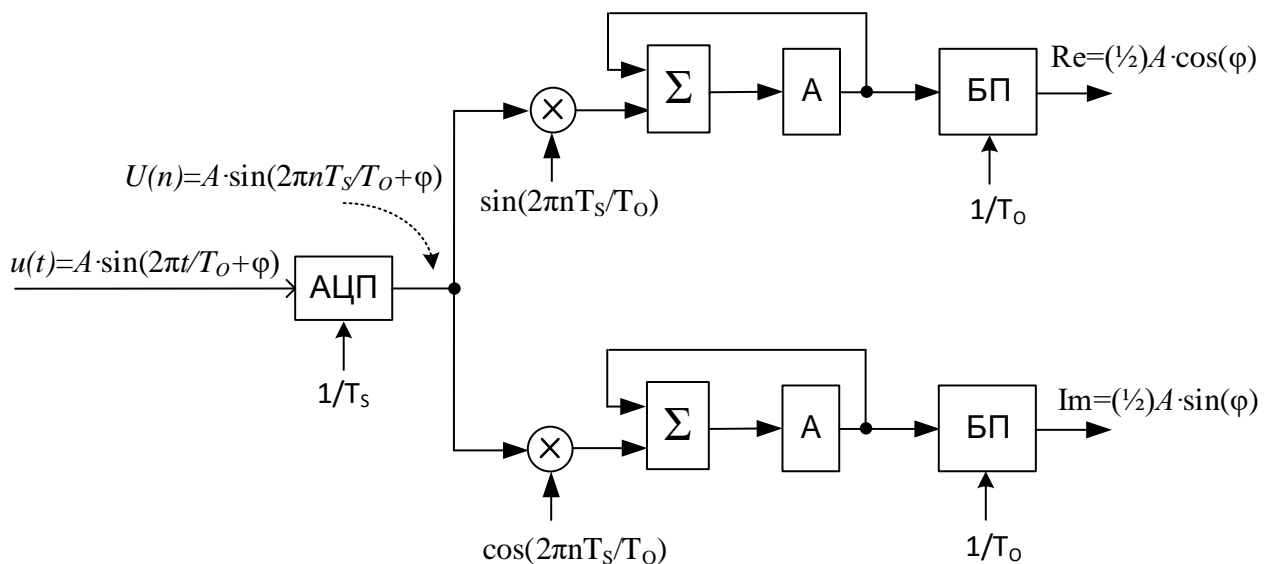 Σ
A
БП
Re=(½)A·cos(φ)
U(n)=A·sin(2πnTS/TO+φ)
sin(2πnTS/TO)
1/TO
u(t)=A·sin(2πt/TO+φ)
АЦП
1/TS
Σ
A
БП
Im=(½)A·sin(φ)
cos(2πnTS/TO)
1/TO